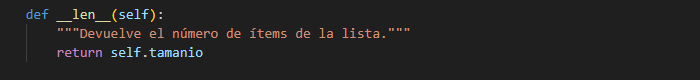 def __len__(self):
    """Devuelve el número de ítems de la lista."""
    return self.tamanio